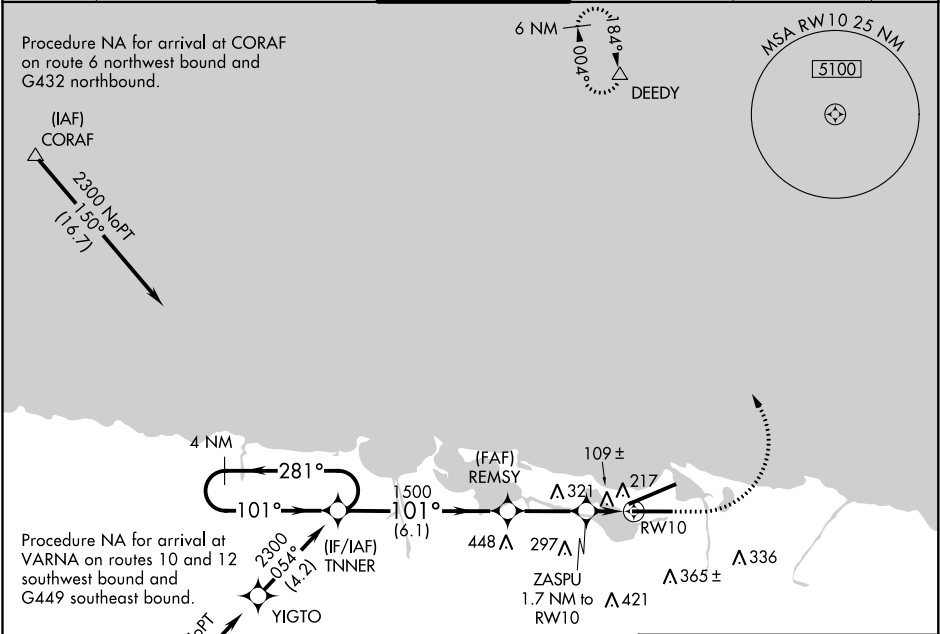 Procedure NA for arrival at CORAF
on route 6 northwest bound and
G432 northbound.
6 NM
004°
184°
DEEDY
MSA RW10 25 NM
5100
(IAF)
CORAF
2300 NoPT
150°
(16.7)
4 NM
281°
101°
1500
101°
(6.1)
(FAF)
REMSY
109 ±
321
217
RW10
448
297
ZASPU
1.7 NM to
RW10
421
365 ±
336
(IF/IAF)
TNNER
2300
054°
(4.2)
YIGTO
Procedure NA for arrival at
VARNA on routes 10 and 12
southwest bound and
G449 southeast bound.